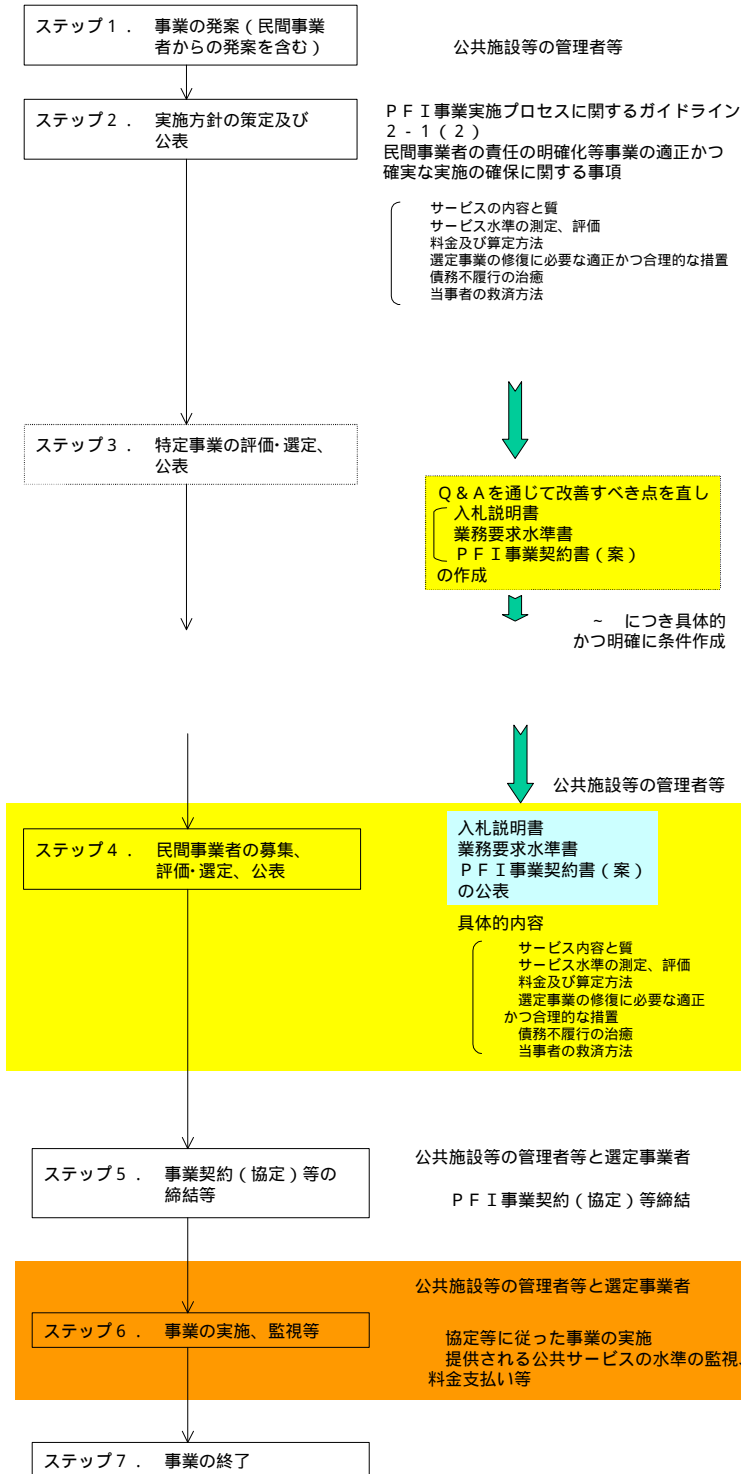 ステップ１． 事業の発案（民間事業
者からの発案を含む）
公共施設等の管理者等
ステップ２． 実施方針の策定及び
公表
ＰＦＩ事業実施プロセスに関するガイドライン
２-１(２)
民間事業者の責任の明確化等事業の適正かつ
確実な実施の確保に関する事項
サービスの内容と質
サービス水準の測定、評価
料金及び算定方法
選定事業の修復に必要な適正かつ合理的な措置
債務不履行の治癒
当事者の救済方法
ステップ３． 特定事業の評価・選定、
公表
Ｑ＆Ａを通じて改善すべき点を直し
入札説明書
業務要求水準書
ＰＦＩ事業契約書（案）
の作成
～ につき具体的
かつ明確に条件作成
公共施設等の管理者等
ステップ４． 民間事業者の募集、
評価・選定、公表
入札説明書
業務要求水準書
ＰＦＩ事業契約書（案）
の公表
具体的内容
サービス内容と質
サービス水準の測定、評価
料金及び算定方法
選定事業の修復に必要な適正
かつ合理的な措置
債務不履行の治癒
当事者の救済方法
ステップ５． 事業契約（協定）等の
締結等
公共施設等の管理者等と選定事業者
ＰＦＩ事業契約（協定）等締結
公共施設等の管理者等と選定事業者
ステップ６． 事業の実施、監視等
協定等に従った事業の実施
提供される公共サービスの水準の監視、
料金支払い等
ステップ７． 事業の終了